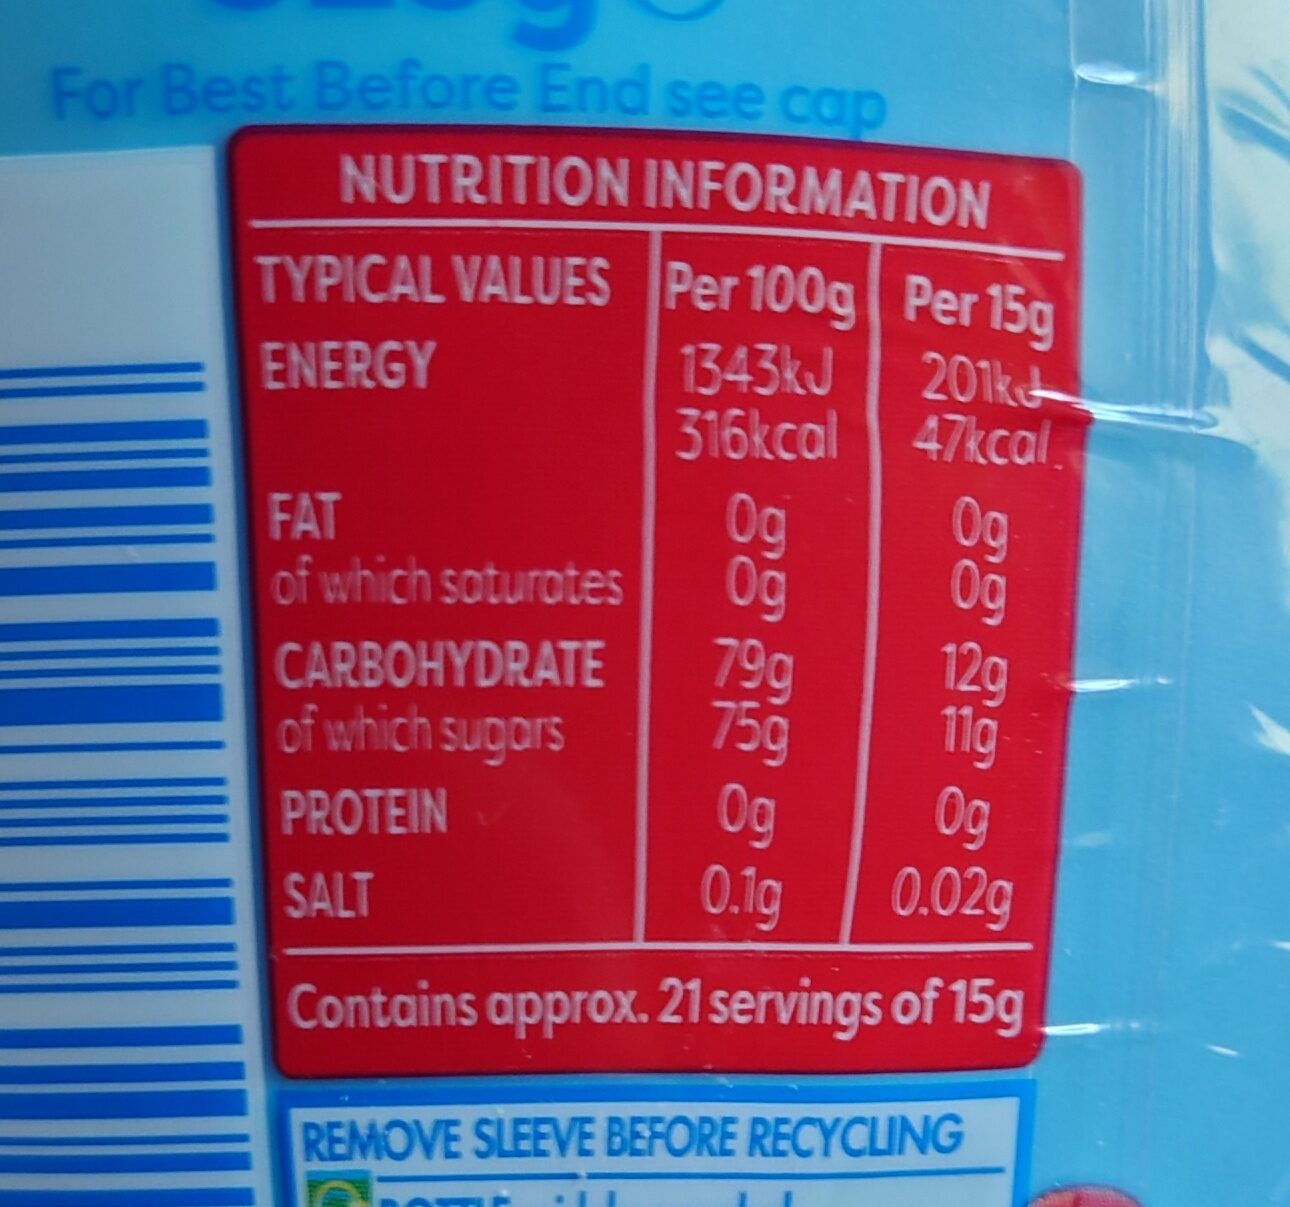 For Best Before End see cap
NUTRITION INFORMATION
TYPICAL VALUES Per 100g Per 15g
ENERGY 1343kJ 201kJ
316kcal 47kcal
FAT 0g 0g
of which saturates 0g 0g
CARBOHYDRATE 79g 12g
of which sugars 75g 11g
PROTEIN 0g 0g
SALT 0.1g 0.02g
Contains approx. 21 servings of 15g
REMOVE SLEEVE BEFORE RECYCLING